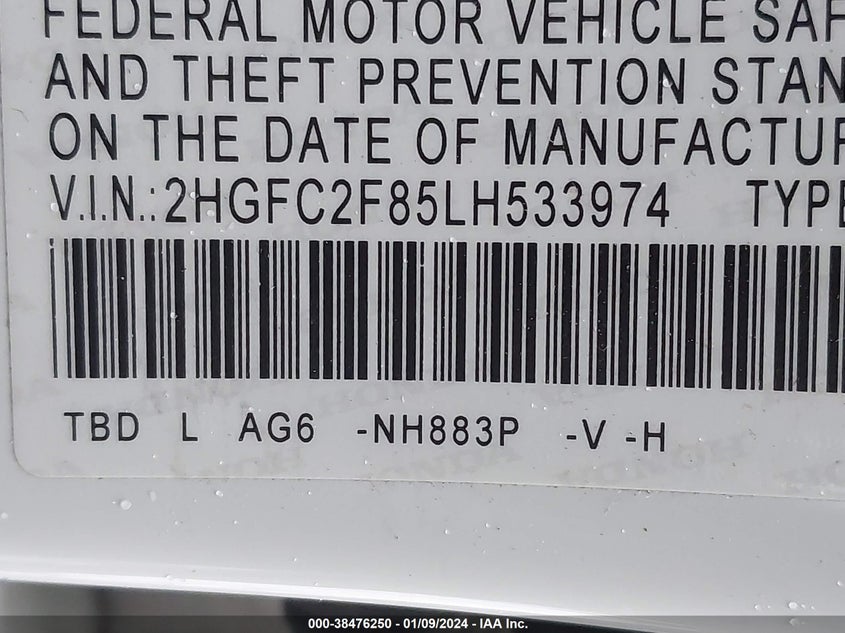 FEDERAL MOTOR VEHICLE SAF
AND THEFT PREVENTION STAN
ON THE DATE OF MANUFACTUR
V.I.N.:2HGFC2F85LH533974 TYPE
TBD L AG6 -NH883P -V -H
HONDA
000-38476250 - 01/09/2024 - IAA Inc.